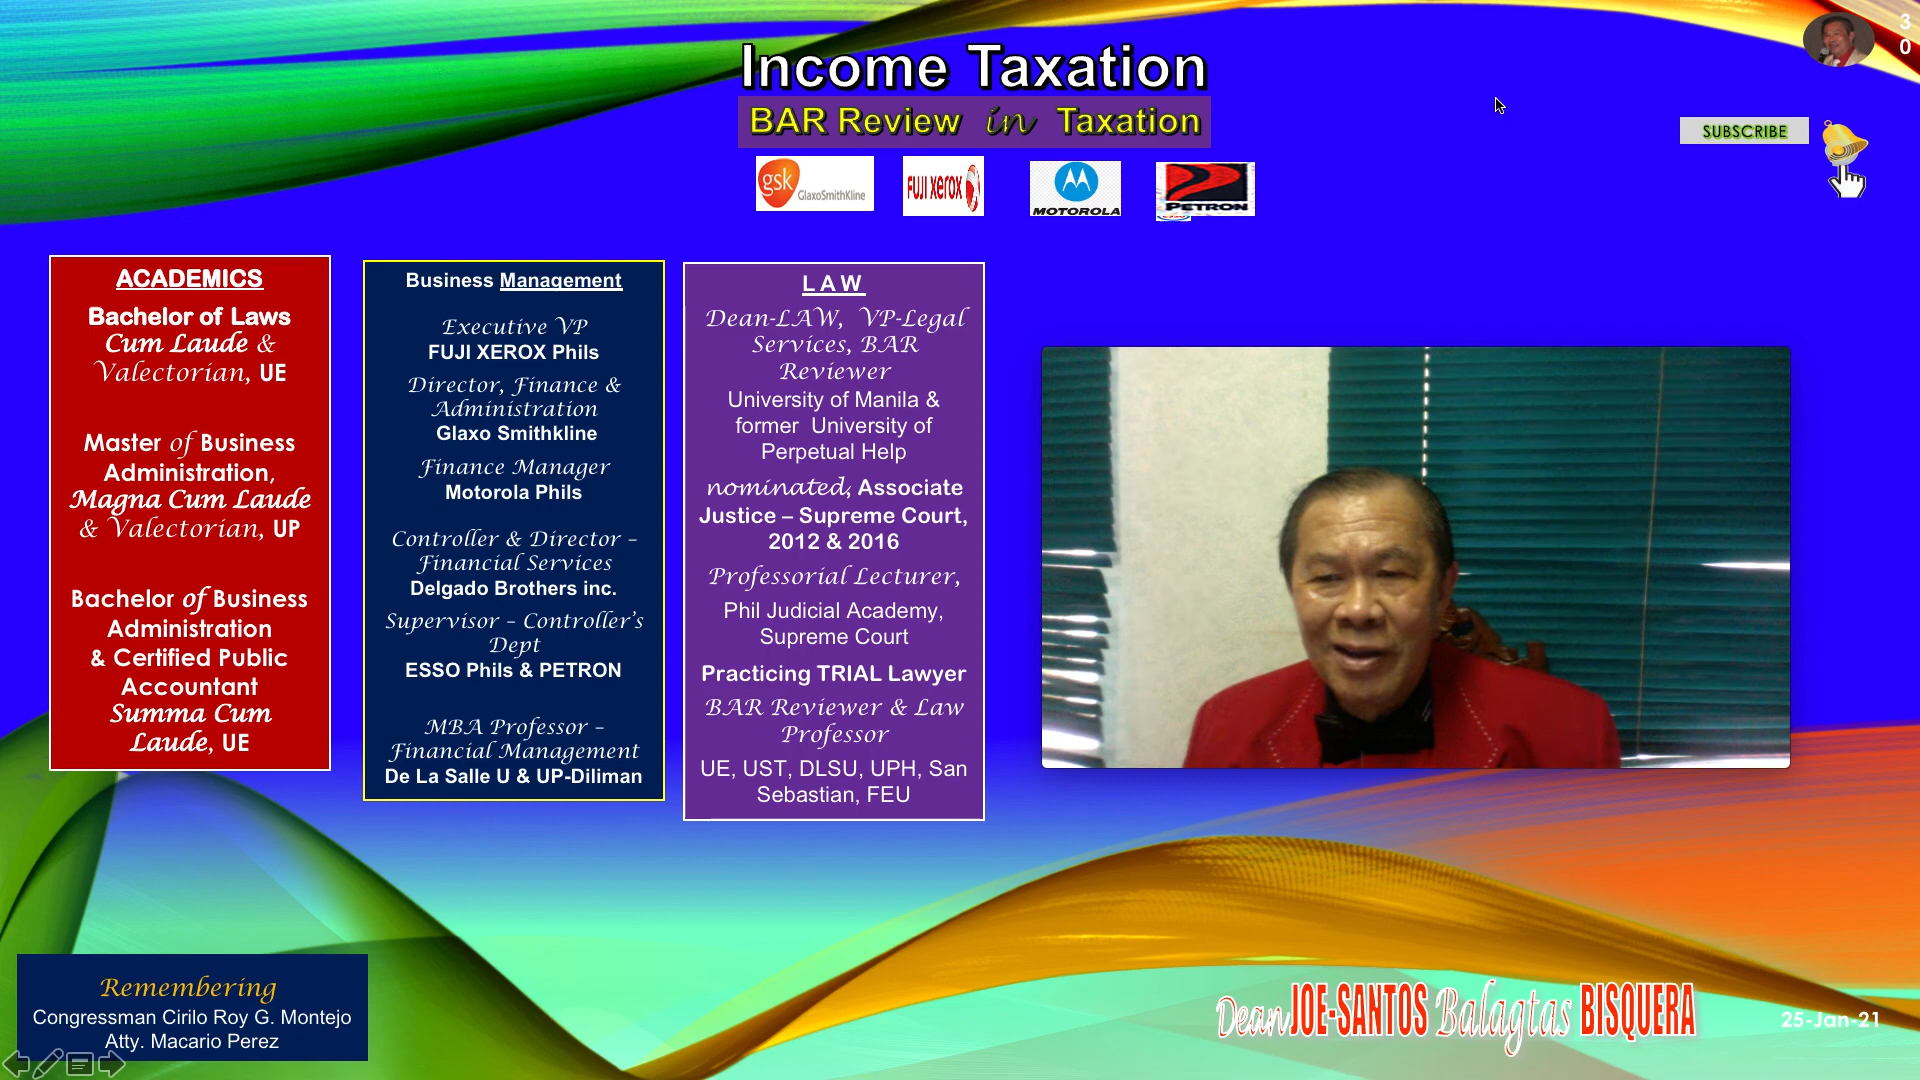 3
0
Income Taxation
BAR Review in Taxation
SUBSCRIBE
gsk GlaxoSmithKline
FUJI XEROX
MOTOROLA
PETRON
ACADEMICS
Bachelor of Laws
Cum Laude &
Valectorian, UE
Master of Business
Administration,
Magna Cum Laude
& Valectorian, UP
Bachelor of Business
Administration
& Certified Public
Accountant
Summa Cum
Laude, UE
Business Management
Executive VP
FUJI XEROX Phils
Director, Finance &
Administration
Glaxo Smithkline
Finance Manager
Motorola Phils
Controller & Director –
Financial Services
Delgado Brothers inc.
Supervisor – Controller's
Dept
ESSO Phils & PETRON
MBA Professor –
Financial Management
De La Salle U & UP-Diliman
LAW
Dean-LAW, VP-Legal
Services, BAR
Reviewer
University of Manila &
former University of
Perpetual Help
nominated, Associate
Justice – Supreme Court,
2012 & 2016
Professorial Lecturer,
Phil Judicial Academy,
Supreme Court
Practicing TRIAL Lawyer
BAR Reviewer & Law
Professor
UE, UST, DLSU, UPH, San
Sebastian, FEU
Remembering
Congressman Cirilo Roy G. Montejo
Atty. Macario Perez
Dean JOE-SANTOS Balagtas BISQUERA
25-Jan-21